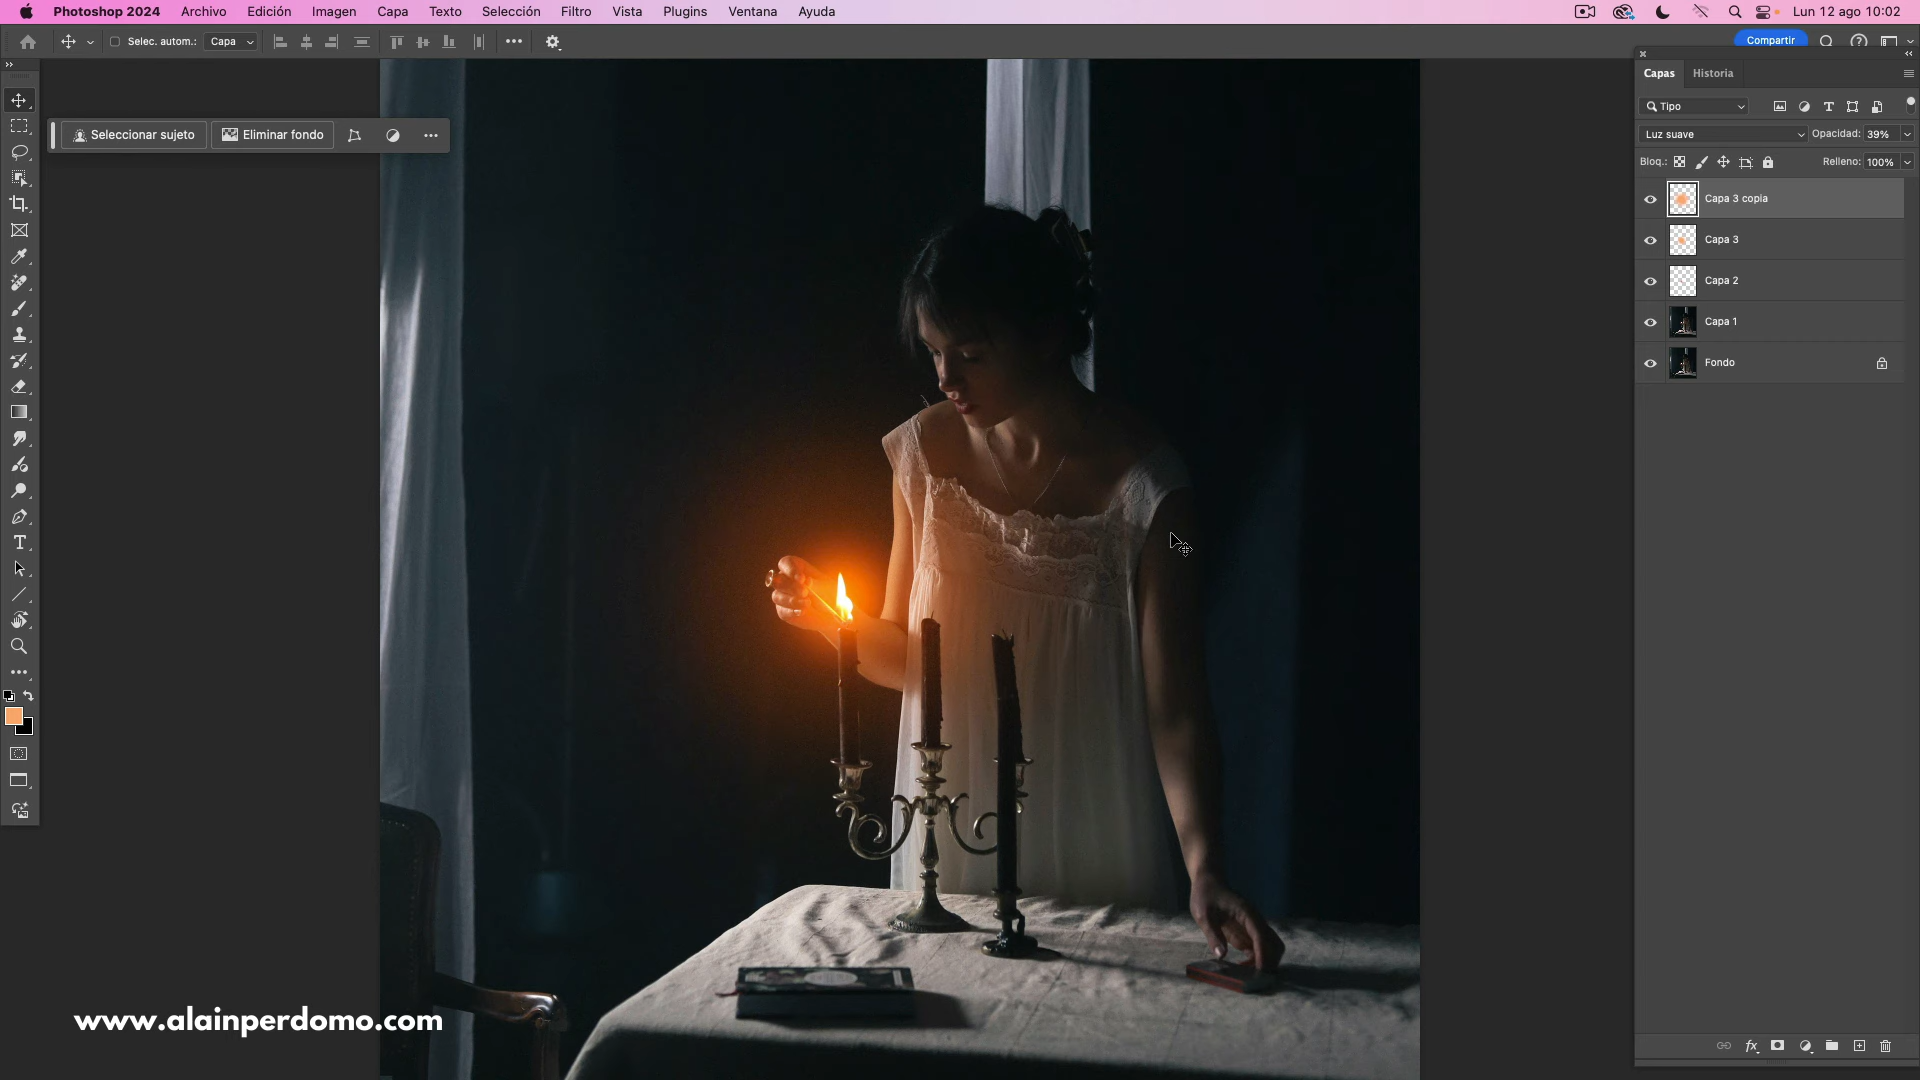 Photoshop 2024 Archivo Edición Imagen Capa Texto Selección Filtro Vista Plugins Ventana Ayuda Lun 12 ago 10:02
Selec. autom.: Capa Compartir
Capas Historia
Tipo
Seleccionar sujeto Eliminar fondo
Luz suave Opacidad: 39%
Bloq.: Relleno: 100%
Capa 3 copia
Capa 3
Capa 2
Capa 1
Fondo
www.alainperdomo.com